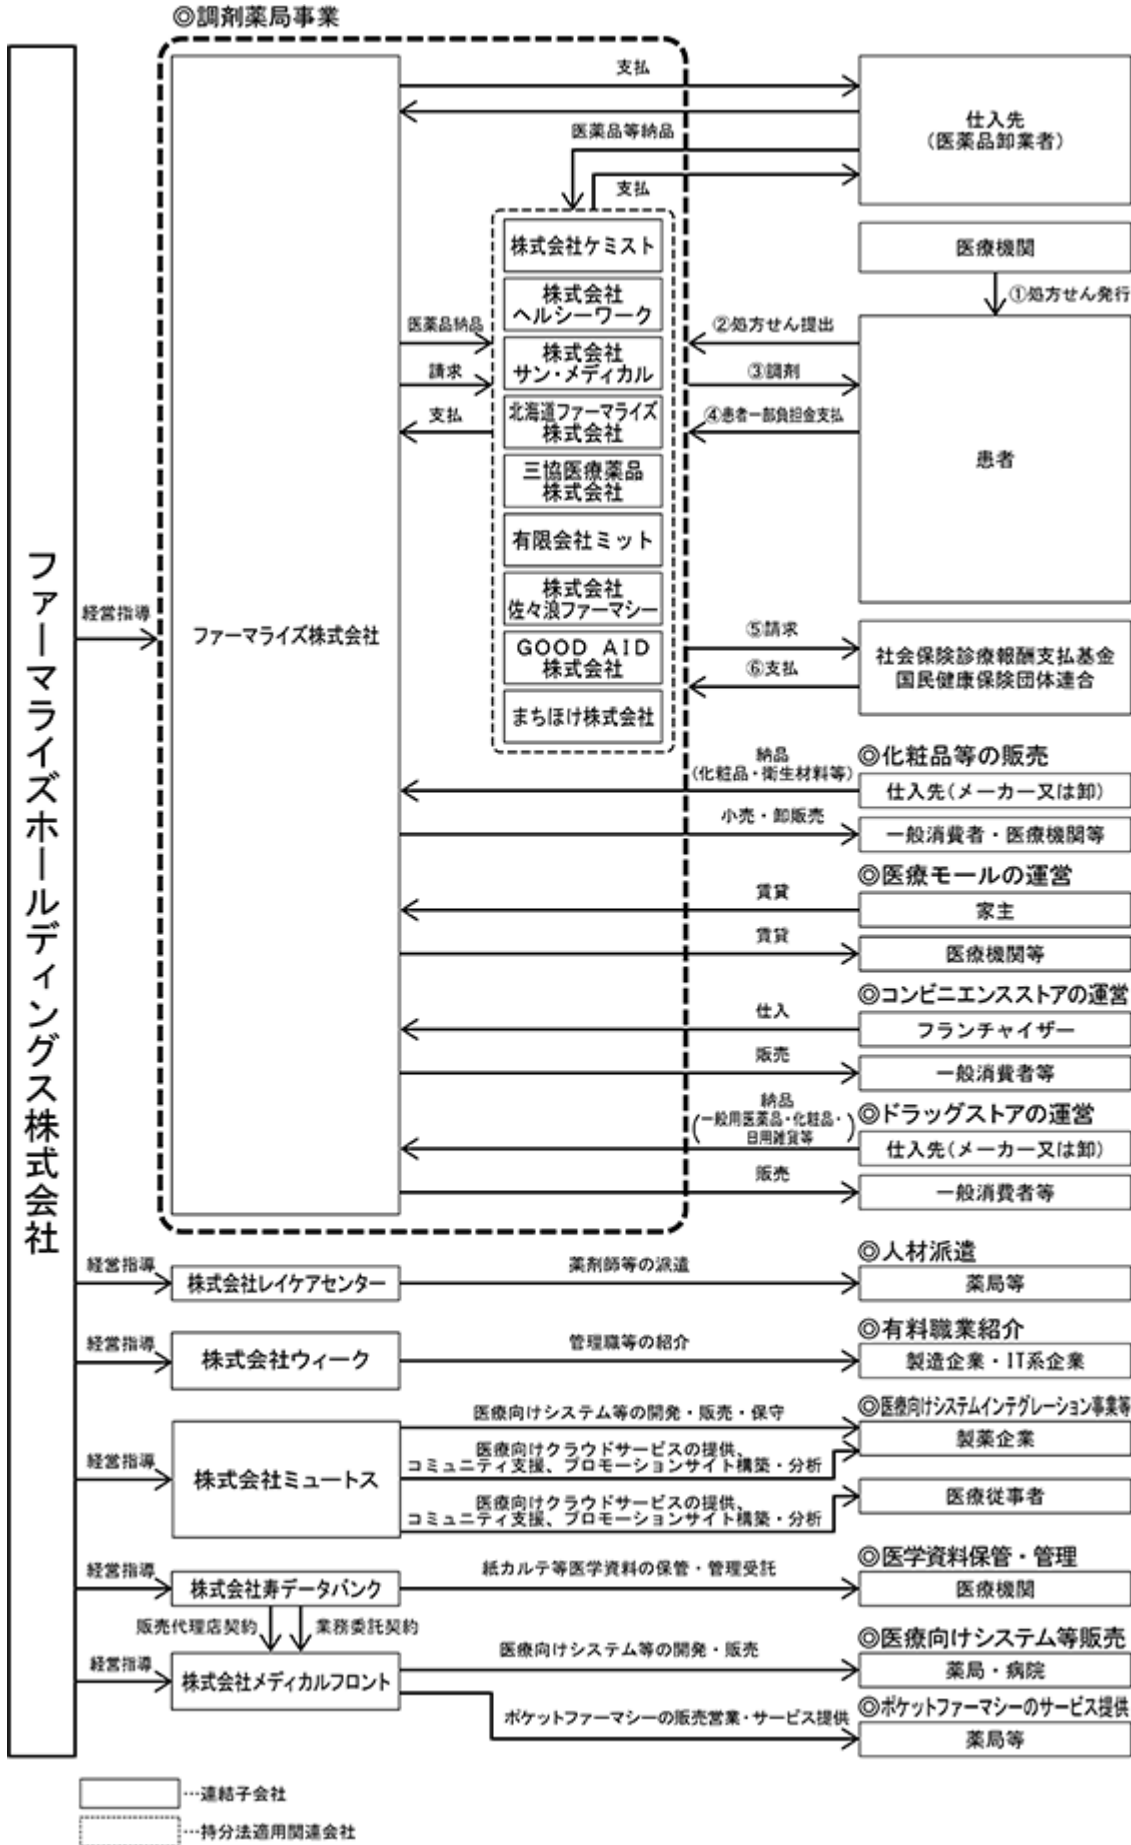 ◎調剤薬局事業
ファーマライズホールディングス株式会社
経営指導
ファーマライズ株式会社
支払
医薬品等納品
支払
仕入先
(医薬品卸業者)
医療機関
①処方せん発行
株式会社ケミスト
株式会社
ヘルシーワーク
株式会社
サン・メディカル
北海道ファーマライズ
株式会社
三協医療薬品
株式会社
有限会社ミット
株式会社
佐々浪ファーマシー
GOOD AID
株式会社
まちほけ株式会社
医薬品納品
請求
支払
②処方せん提出
③調剤
④患者一部負担金支払
患者
⑤請求
⑥支払
社会保険診療報酬支払基金
国民健康保険団体連合
◎化粧品等の販売
納品
(化粧品・衛生材料等)
仕入先(メーカー又は卸)
小売・卸販売
一般消費者・医療機関等
◎医療モールの運営
賃貸
家主
賃貸
医療機関等
◎コンビニエンスストアの運営
仕入
フランチャイザー
販売
一般消費者等
◎ドラッグストアの運営
納品
(一般用医薬品・化粧品・
日用雑貨等)
仕入先(メーカー又は卸)
販売
一般消費者等
◎人材派遣
経営指導
株式会社レイケアセンター
薬剤師等の派遣
薬局等
◎有料職業紹介
経営指導
株式会社ウィーク
管理職等の紹介
製造企業・IT系企業
◎医療向けシステムインテグレーション事業等
経営指導
株式会社ミュートス
医療向けシステム等の開発・販売・保守
製薬企業
医療向けクラウドサービスの提供、
コミュニティ支援、プロモーションサイト構築・分析
医療向けクラウドサービスの提供、
コミュニティ支援、プロモーションサイト構築・分析
医療従事者
◎医学資料保管・管理
経営指導
株式会社寿データバンク
紙カルテ等医学資料の保管・管理受託
医療機関
販売代理店契約
業務委託契約
◎医療向けシステム等販売
経営指導
株式会社メディカルフロント
医療向けシステム等の開発・販売
薬局・病院
◎ポケットファーマシーのサービス提供
ポケットファーマシーの販売営業・サービス提供
薬局等
…連結子会社
…持分法適用関連会社